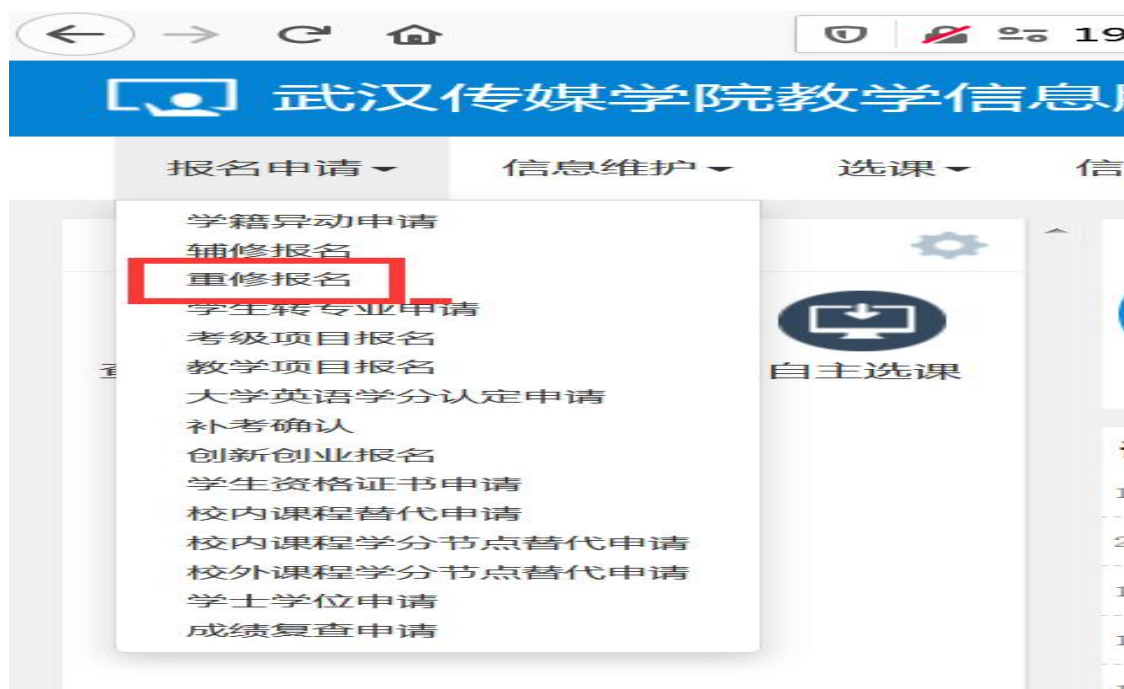 19
武汉传媒学院教学信息
报名申请 信息维护 选课 信
学籍异动申请
辅修报名
重修报名
学生转专业申请
考级项目报名
教学项目报名
自主选课
大学英语学分认定申请
补考确认
创新创业报名
学生资格证书申请
校内课程替代申请
校内课程学分节点替代申请
校外课程学分节点替代申请
学士学位申请
成绩复查申请